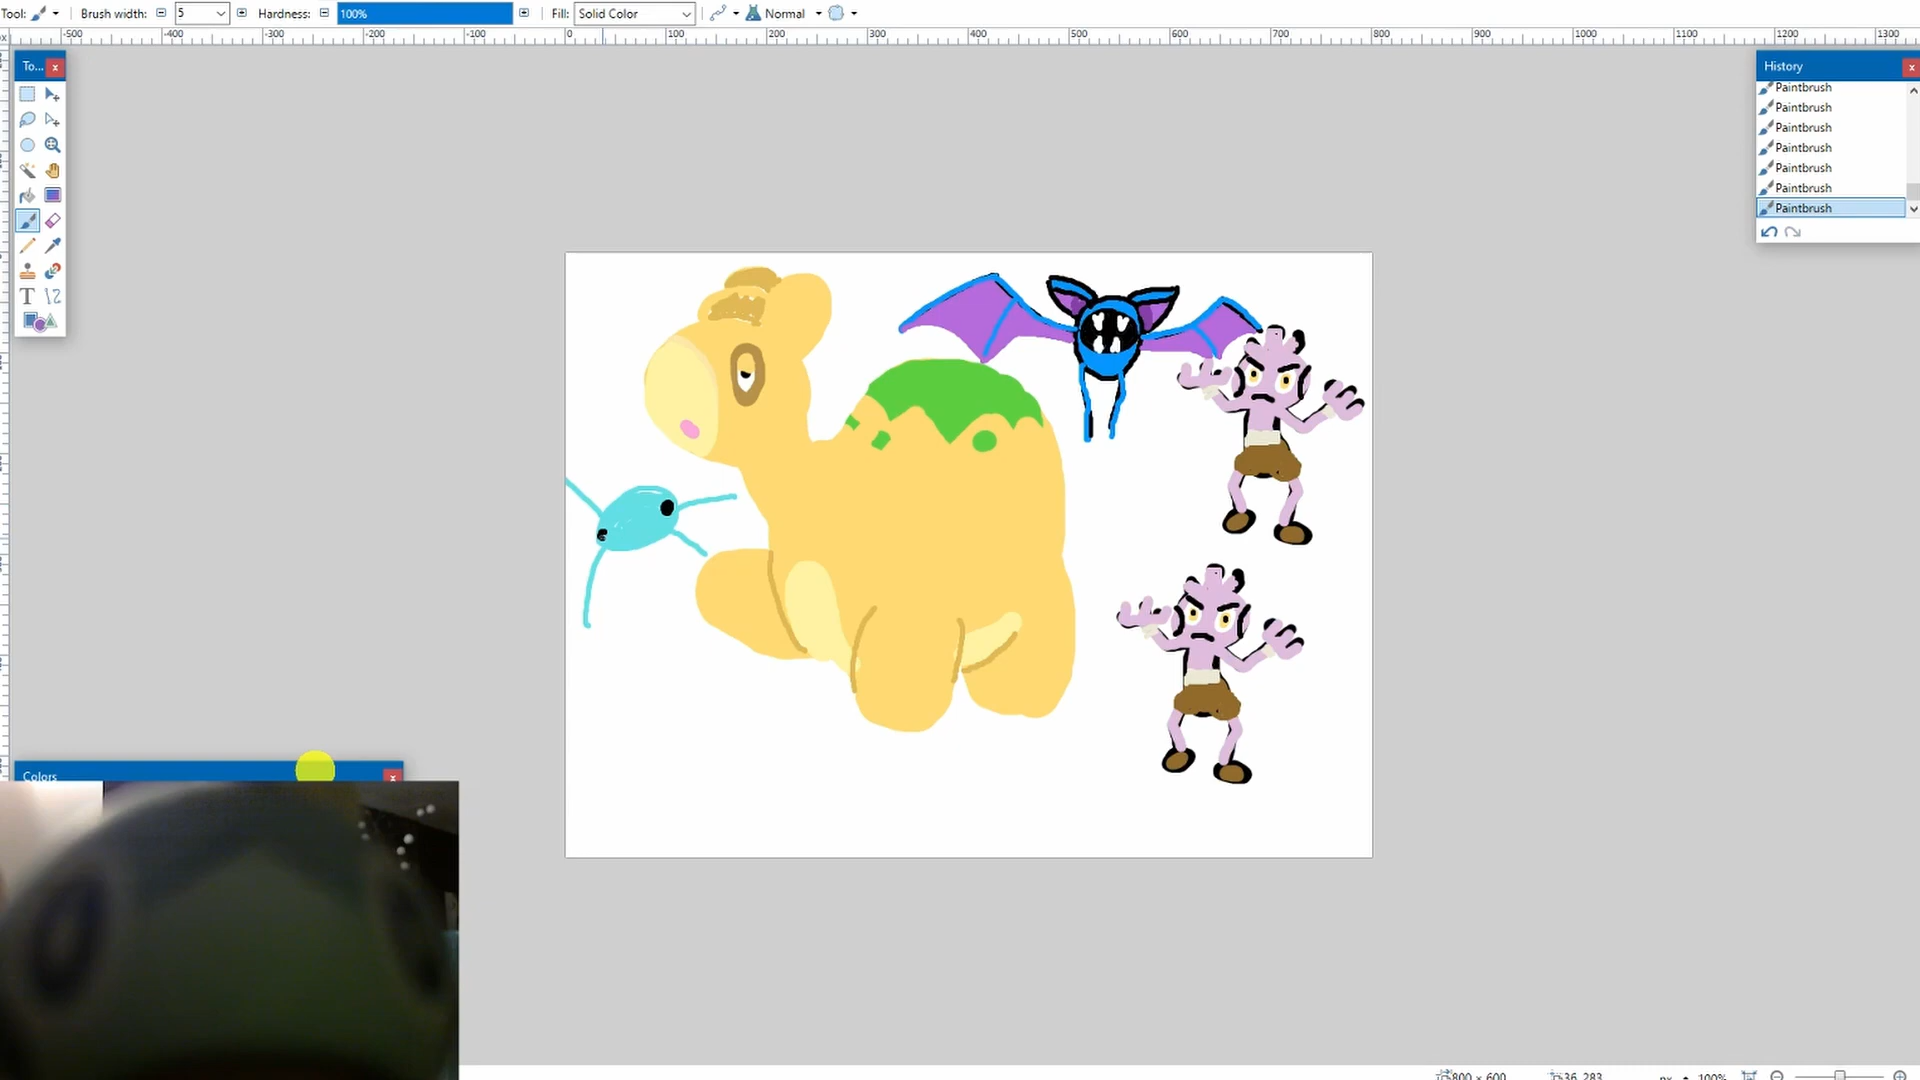 Tool: Brush width: 5 Hardness: 100% Fill: Solid Color Normal
-500 -400 -300 -200 -100 0 100 200 300 400 500 600 700 800 900 1000 1100 1200 1300
To...
History
Paintbrush
Paintbrush
Paintbrush
Paintbrush
Paintbrush
Paintbrush
Paintbrush
T
Colors
800 × 600 36, 283 px 100%